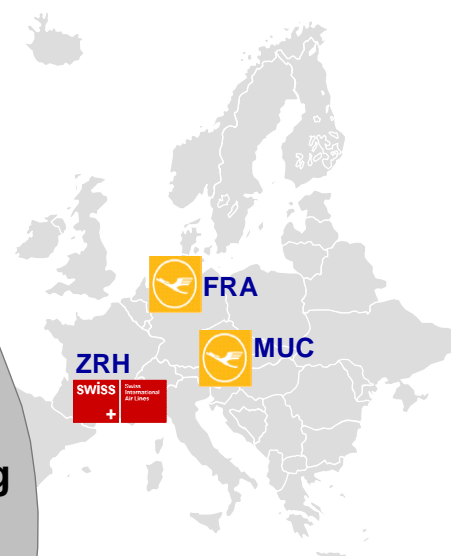 FRA
MUC
ZRH
swiss
Swiss
International
Air Lines
g